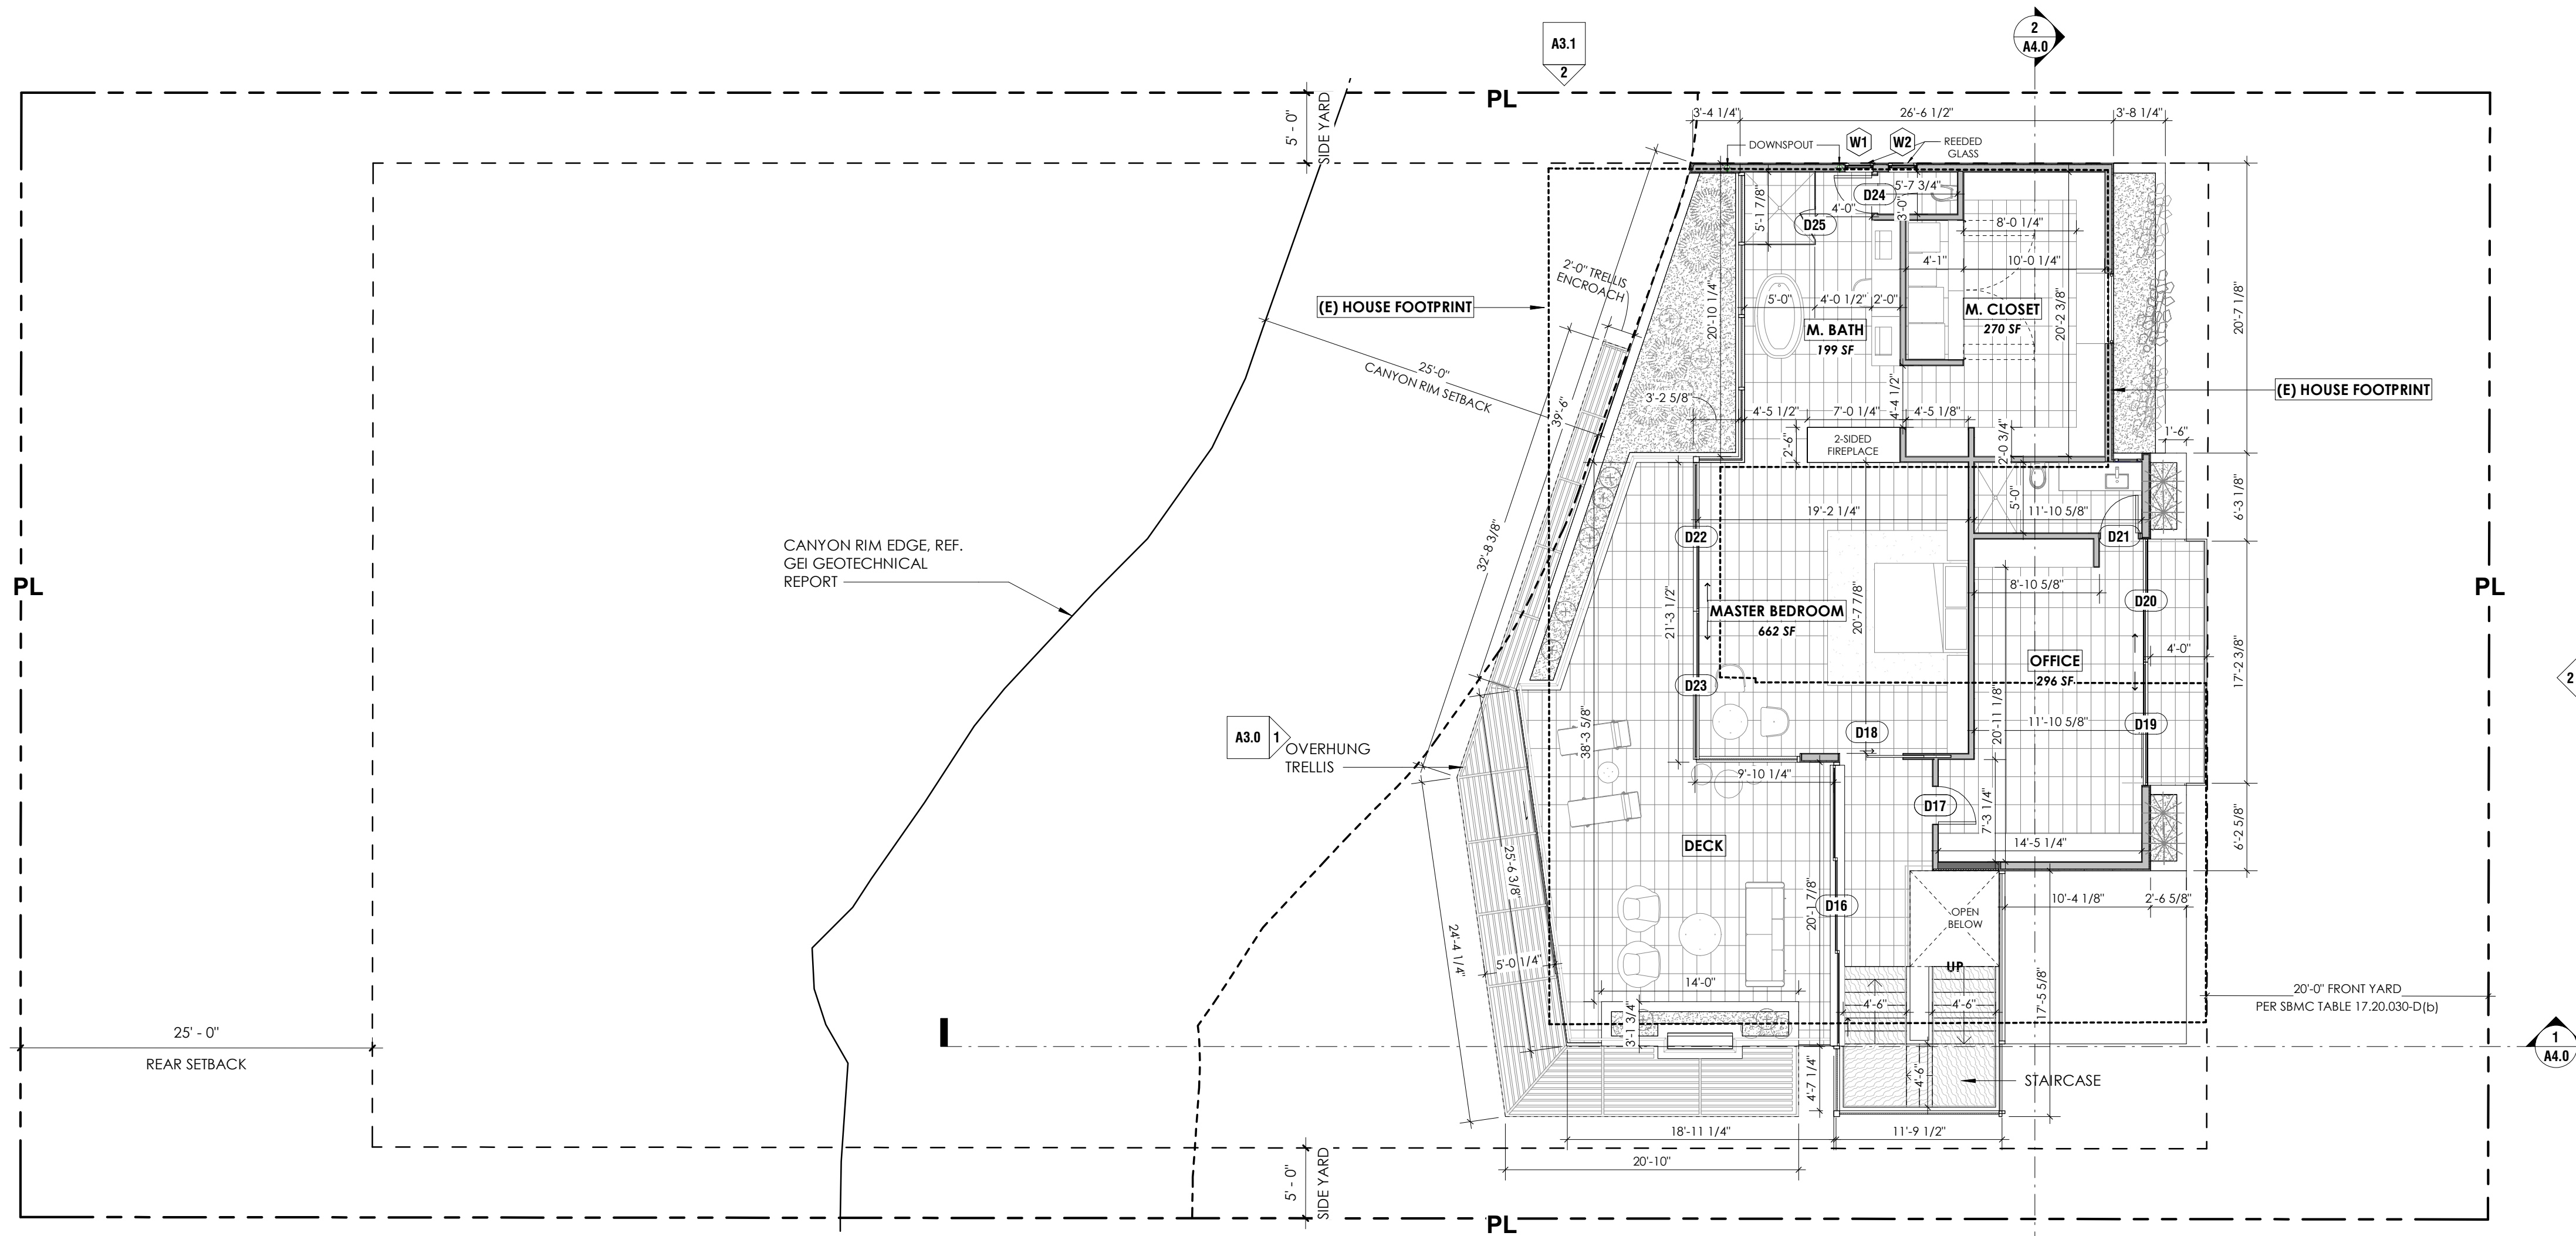 A3.1
2
2
A4.0
PL
5' - 0"
SIDE YARD
3'-4 1/4"
26'-6 1/2"
3'-8 1/4"
DOWNSPOUT
W1
W2
REEDED
GLASS
5'-1 7/8"
D24
5'-7 3/4"
3'-0"
4'-0"
D25
8'-0 1/4"
4'-1"
10'-0 1/4"
2'-0" TRELLIS
ENCROACH
(E) HOUSE FOOTPRINT
20'-10 1/4"
5'-0"
4'-0 1/2"
2'-0"
M. BATH
199 SF
M. CLOSET
270 SF
20'-2 3/8"
20'-7 1/8"
25'-0"
CANYON RIM SETBACK
39'-6"
3'-2 5/8"
4'-5 1/2"
7'-0 1/4"
4'-4 1/2"
4'-5 1/8"
(E) HOUSE FOOTPRINT
1'-6"
2'-6"
2-SIDED
FIREPLACE
2'-0 3/4"
5'-0"
6'-3 1/8"
19'-2 1/4"
11'-10 5/8"
D22
D21
32'-8 3/8"
CANYON RIM EDGE, REF.
GEI GEOTECHNICAL
REPORT
PL
PL
8'-10 5/8"
D20
21'-3 1/2"
MASTER BEDROOM
662 SF
20'-7 7/8"
OFFICE
296 SF
4'-0"
17'-2 3/8"
2
D23
38'-3 5/8"
20'-11 1/8"
11'-10 5/8"
D19
D18
A3.0
1
OVERHUNG
TRELLIS
9'-10 1/4"
D17
7'-3 1/4"
14'-5 1/4"
6'-2 5/8"
DECK
25'-6 3/8"
20'-1 7/8"
D16
10'-4 1/8"
2'-6 5/8"
OPEN
BELOW
24'-4 1/4"
5'-0 1/4"
UP
14'-0"
4'-6"
4'-6"
17'-5 5/8"
20'-0" FRONT YARD
PER SBMC TABLE 17.20.030-D(b)
3'-1 3/4"
25' - 0"
REAR SETBACK
1
A4.0
4'-7 1/4"
4'-6"
STAIRCASE
18'-11 1/4"
11'-9 1/2"
20'-10"
5' - 0"
SIDE YARD
PL